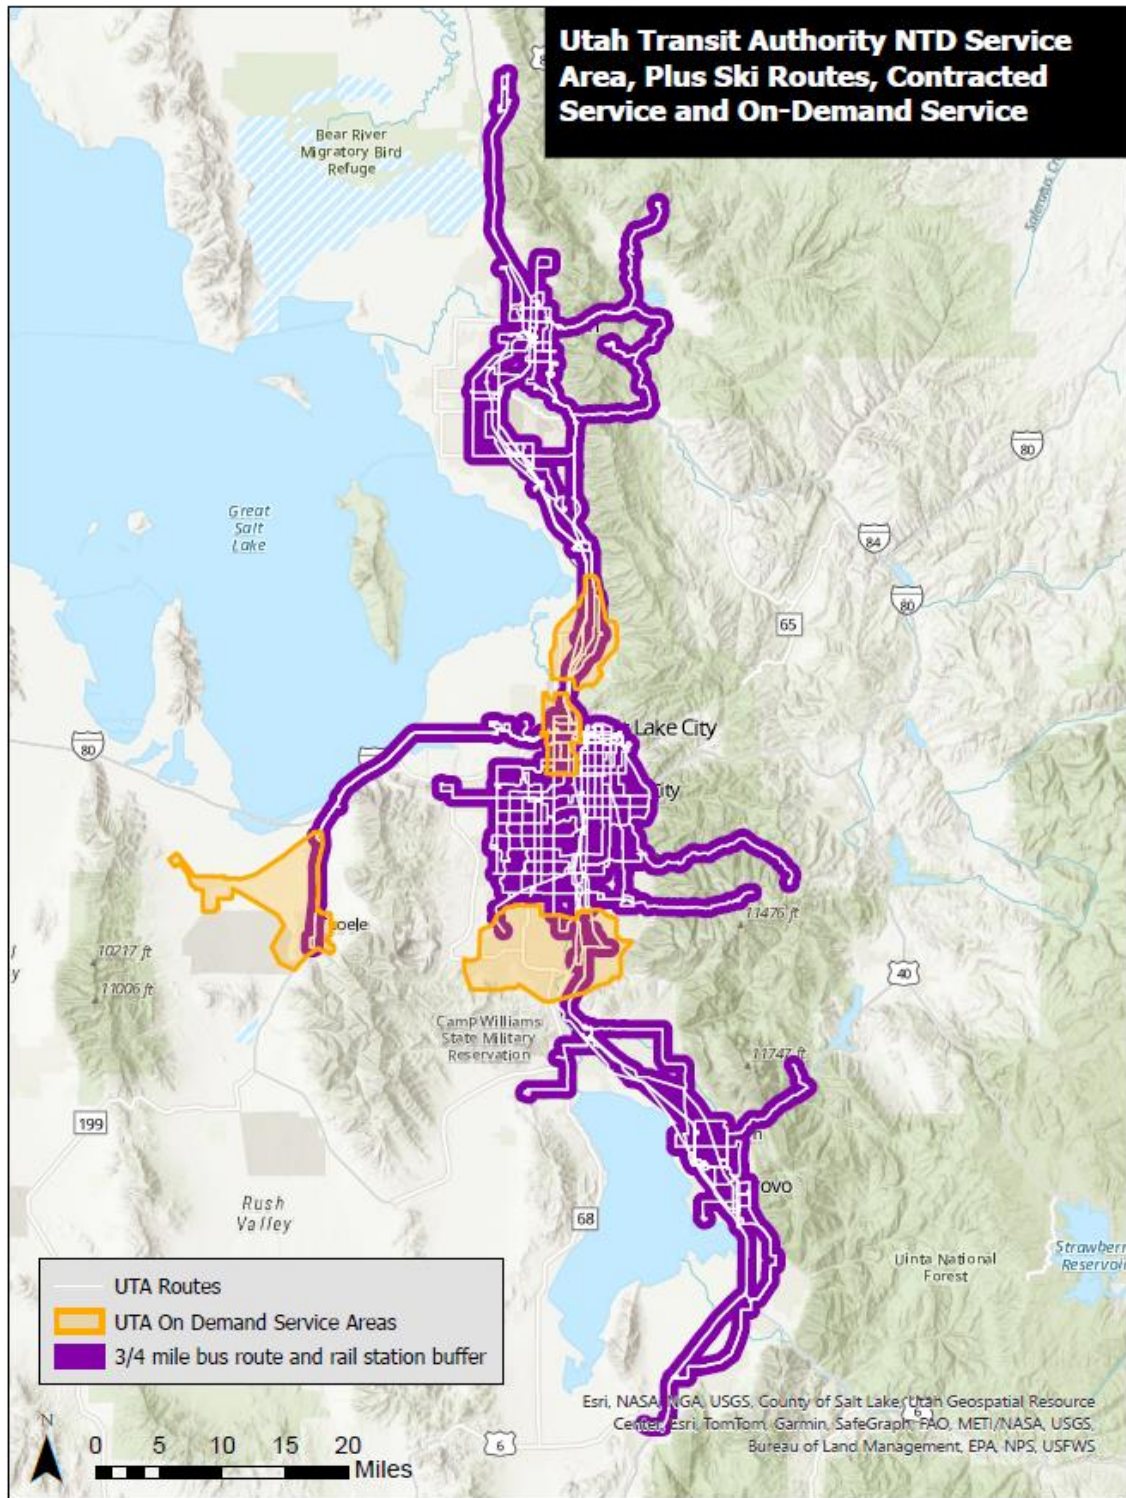 Utah Transit Authority NTD Service
Area, Plus Ski Routes, Contracted
Service and On-Demand Service
Bear River
Migratory Bird
Refuge
80
Great
Salt
Lake
84
80
65
Lake City
80
11476 ft
10217 ft
11006 ft
40
Camp Williams
State Military
Reservation
11747 ft
199
Rush
Valley
68
Uinta National
Forest
UTA Routes
UTA On Demand Service Areas
3/4 mile bus route and rail station buffer
Esri, NASA, NGA, USGS, County of Salt Lake, Utah Geospatial Resource
Center, Esri, TomTom, Garmin, SafeGraph, FAO, METI/NASA, USGS,
Bureau of Land Management, EPA, NPS, USFWS
6
6
N
0 5 10 15 20
Miles